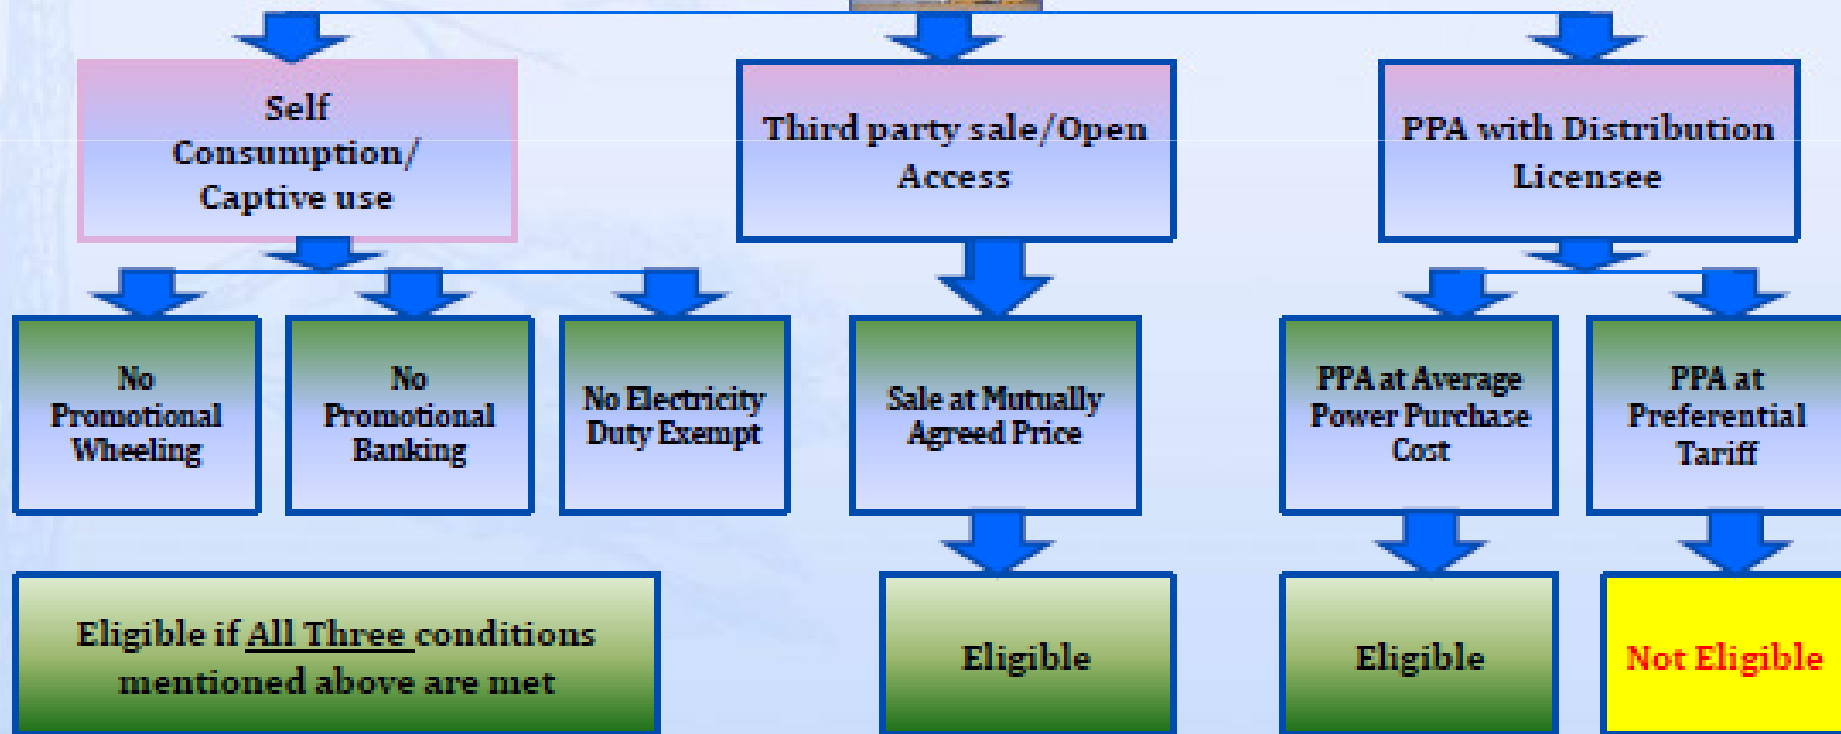 Self
Consumption/
Captive use
Third party sale/Open
Access
PPA with Distribution
Licensee
No
Promotional
Wheeling
No
Promotional
Banking
No Electricity
Duty Exempt
Sale at Mutually
Agreed Price
PPA at Average
Power Purchase
Cost
PPA at
Preferential
Tariff
Eligible if All Three conditions
mentioned above are met
Eligible
Eligible
Not Eligible